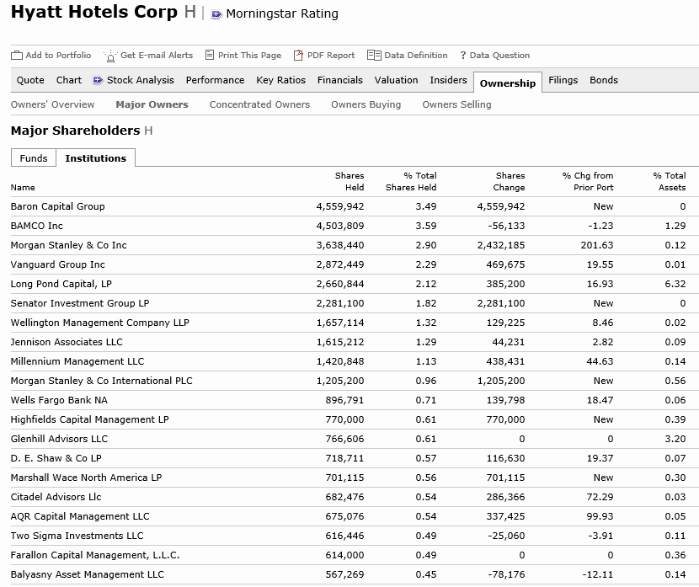 Hyatt Hotels Corp H | Morningstar Rating
Add to Portfolio Get E-mail Alerts Print This Page PDF Report Data Definition ? Data Question
Quote Chart Stock Analysis Performance Key Ratios Financials Valuation Insiders Ownership Filings Bonds
Owners' Overview Major Owners Concentrated Owners Owners Buying Owners Selling
Major Shareholders H
Funds Institutions
Shares % Total Shares % Chg from % Total
Name Held Shares Held Change Prior Port Assets
Baron Capital Group 4,559,942 3.49 4,559,942 New 0
BAMCO Inc 4,503,809 3.59 -56,133 -1.23 1.29
Morgan Stanley & Co Inc 3,638,440 2.90 2,432,185 201.63 0.12
Vanguard Group Inc 2,872,449 2.29 469,675 19.55 0.01
Long Pond Capital, LP 2,660,844 2.12 385,200 16.93 6.32
Senator Investment Group LP 2,281,100 1.82 2,281,100 New 0
Wellington Management Company LLP 1,657,114 1.32 129,225 8.46 0.02
Jennison Associates LLC 1,615,212 1.29 44,231 2.82 0.09
Millennium Management LLC 1,420,848 1.13 438,431 44.63 0.14
Morgan Stanley & Co International PLC 1,205,200 0.96 1,205,200 New 0.56
Wells Fargo Bank NA 896,791 0.71 139,798 18.47 0.06
Highfields Capital Management LP 770,000 0.61 770,000 New 0.39
Glenhill Advisors LLC 766,606 0.61 0 0 3.20
D. E. Shaw & Co LP 718,711 0.57 116,630 19.37 0.07
Marshall Wace North America LP 701,115 0.56 701,115 New 0.30
Citadel Advisors Llc 682,476 0.54 286,366 72.29 0.03
AQR Capital Management LLC 675,076 0.54 337,425 99.93 0.05
Two Sigma Investments LLC 616,446 0.49 -25,060 -3.91 0.11
Farallon Capital Management, L.L.C. 614,000 0.49 0 0 0.36
Balyasny Asset Management LLC 567,269 0.45 -78,176 -12.11 0.14